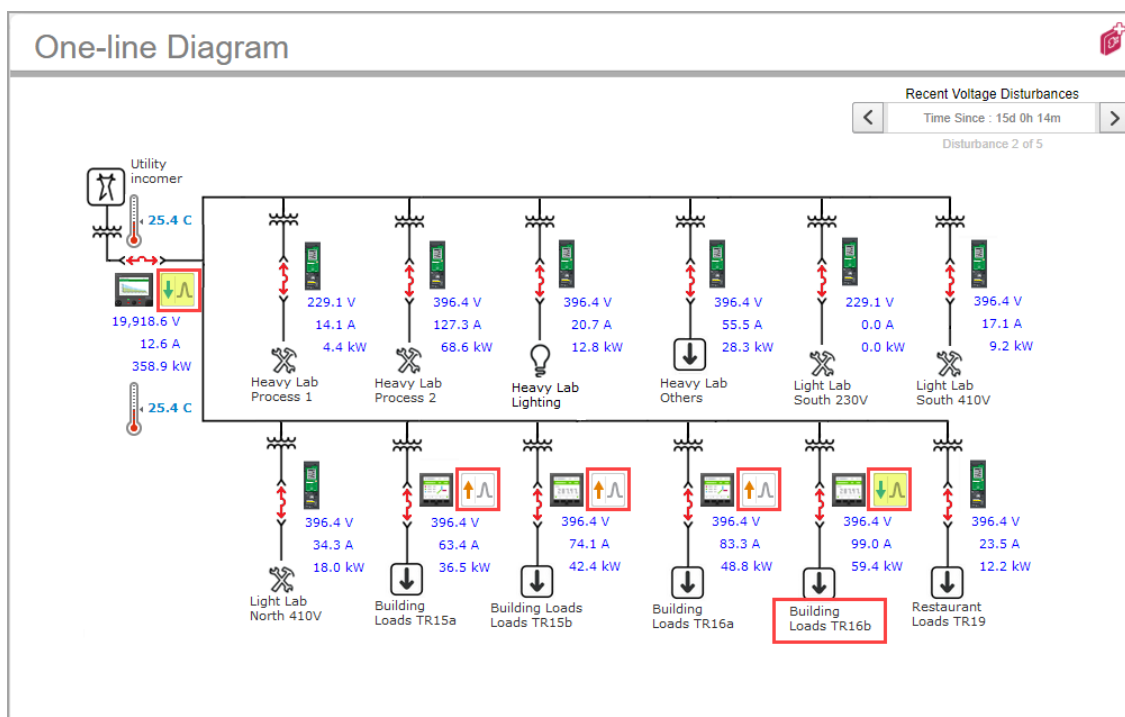 One-line Diagram
Recent Voltage Disturbances
Time Since : 15d 0h 14m
Disturbance 2 of 5
Utility
incomer
25.4 C
19,918.6 V
12.6 A
358.9 kW
25.4 C
229.1 V
14.1 A
4.4 kW
Heavy Lab
Process 1
396.4 V
127.3 A
68.6 kW
Heavy Lab
Process 2
396.4 V
20.7 A
12.8 kW
Heavy Lab
Lighting
396.4 V
55.5 A
28.3 kW
Heavy Lab
Others
229.1 V
0.0 A
0.0 kW
Light Lab
South 230V
396.4 V
17.1 A
9.2 kW
Light Lab
South 410V
396.4 V
34.3 A
18.0 kW
Light Lab
North 410V
396.4 V
63.4 A
36.5 kW
Building
Loads TR15a
396.4 V
74.1 A
42.4 kW
Building Loads
Loads TR15b
396.4 V
83.3 A
48.8 kW
Building
Loads TR16a
396.4 V
99.0 A
59.4 kW
Building
Loads TR16b
396.4 V
23.5 A
12.2 kW
Restaurant
Loads TR19